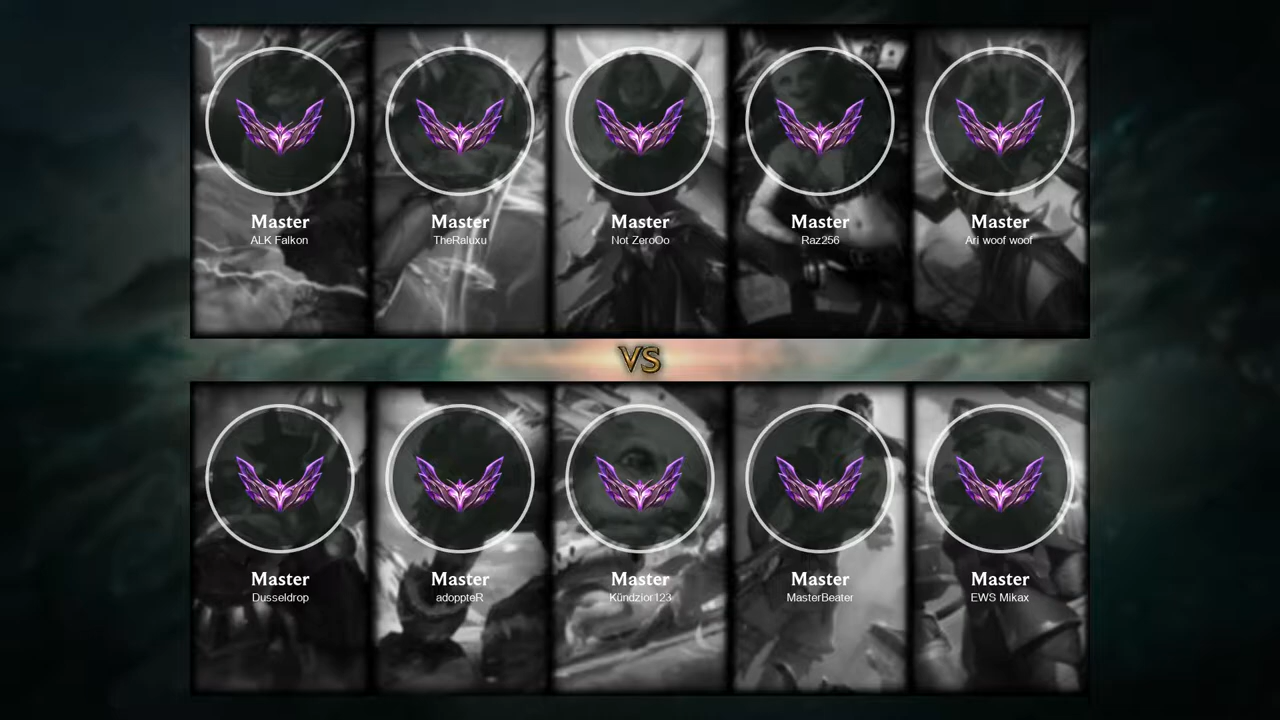 Master
ALK Falkon
Master
TheRaluxu
Master
Not ZeroOo
Master
Raz256
Master
Ari woof woof
VS
Master
Dusseldrop
Master
adoppteR
Master
Kündzior123
Master
MasterBeater
Master
EWS Mikax